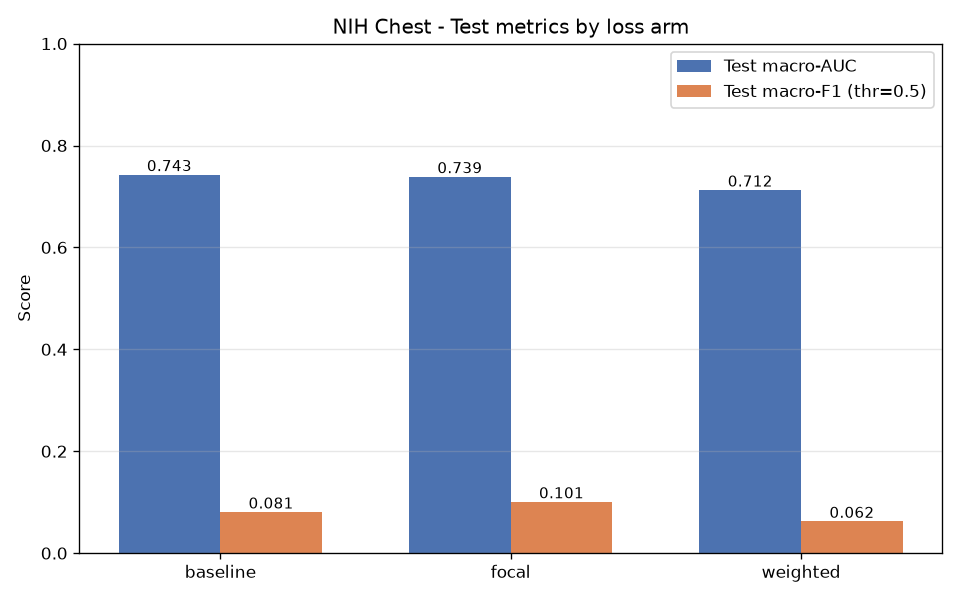 NIH Chest - Test metrics by loss arm
Test macro-AUC
Test macro-F1 (thr=0.5)
Score
1.0
0.8
0.6
0.4
0.2
0.0
0.743
0.081
0.739
0.101
0.712
0.062
baseline
focal
weighted